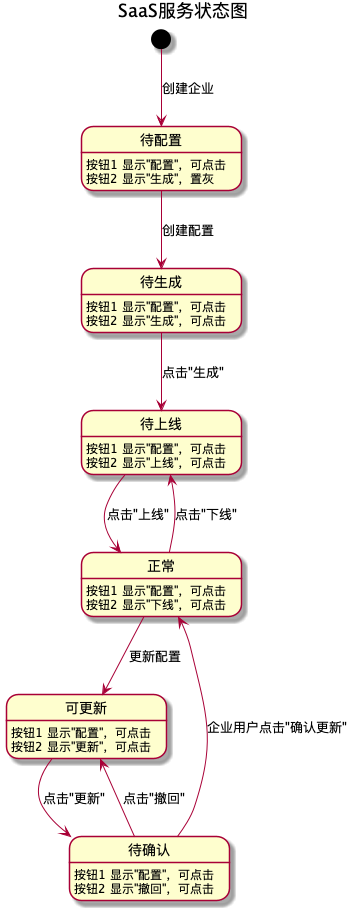 SaaS服务状态图
创建企业
待配置
按钮1 显示"配置"，可点击
按钮2 显示"生成"，置灰
创建配置
待生成
按钮1 显示"配置"，可点击
按钮2 显示"生成"，可点击
点击"生成"
待上线
按钮1 显示"配置"，可点击
按钮2 显示"上线"，可点击
点击"上线"
点击"下线"
正常
按钮1 显示"配置"，可点击
按钮2 显示"下线"，可点击
更新配置
可更新
按钮1 显示"配置"，可点击
按钮2 显示"更新"，可点击
企业用户点击"确认更新"
点击"更新"
点击"撤回"
待确认
按钮1 显示"配置"，可点击
按钮2 显示"撤回"，可点击